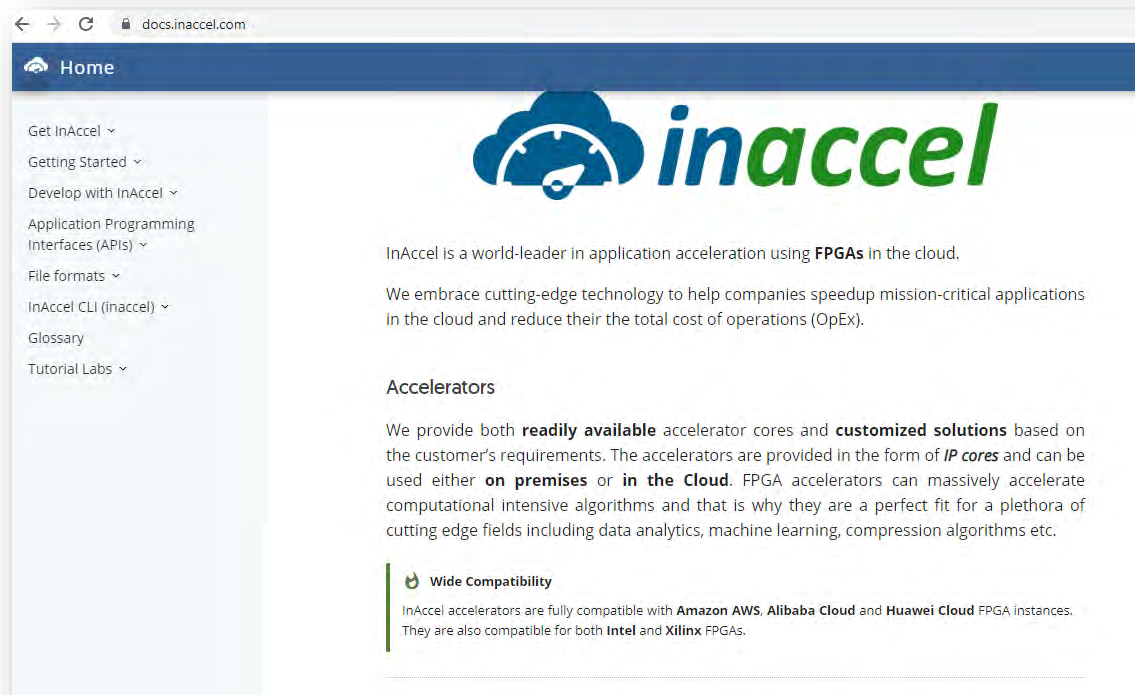 docs.inaccel.com
Home
Get InAccel
Getting Started
Develop with InAccel
Application Programming
Interfaces (APIs)
File formats
InAccel CLI (inaccel)
Glossary
Tutorial Labs
inaccel
InAccel is a world-leader in application acceleration using FPGAs in the cloud.
We embrace cutting-edge technology to help companies speedup mission-critical applications
in the cloud and reduce their the total cost of operations (OpEx).
Accelerators
We provide both readily available accelerator cores and customized solutions based on
the customer's requirements. The accelerators are provided in the form of IP cores and can be
used either on premises or in the Cloud. FPGA accelerators can massively accelerate
computational intensive algorithms and that is why they are a perfect fit for a plethora of
cutting edge fields including data analytics, machine learning, compression algorithms etc.
Wide Compatibility
InAccel accelerators are fully compatible with Amazon AWS, Alibaba Cloud and Huawei Cloud FPGA instances.
They are also compatible for both Intel and Xilinx FPGAs.